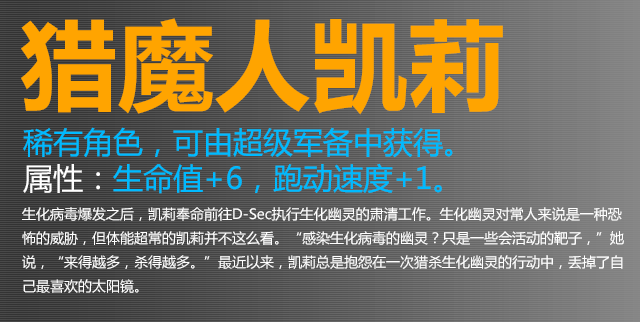 猎魔人凯莉
稀有角色，可由超级军备中获得。
属性：生命值+6，跑动速度+1。
生化病毒爆发之后，凯莉奉命前往D-Sec执行生化幽灵的肃清工作。生化幽灵对常人来说是一种恐
怖的威胁，但体能超常的凯莉并不这么看。“感染生化病毒的幽灵？只是一些会活动的靶子，”她
说，“来得越多，杀得越多。”最近以来，凯莉总是抱怨在一次猎杀生化幽灵的行动中，丢掉了自
己最喜欢的太阳镜。